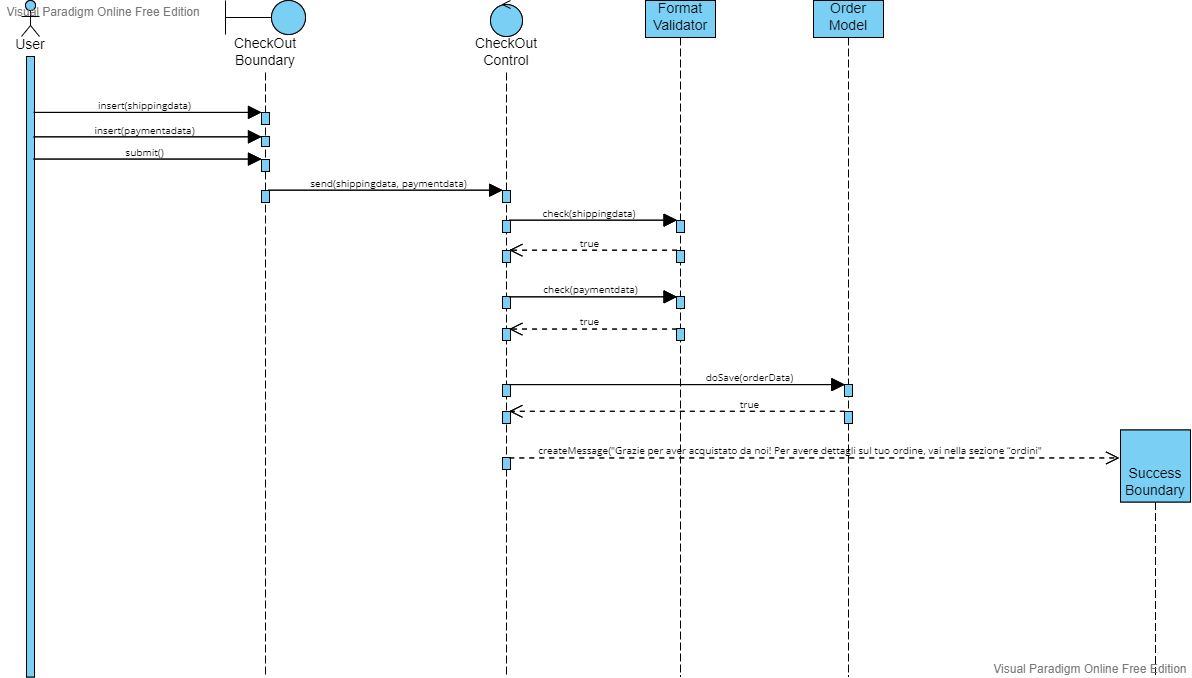 Visual Paradigm Online Free Edition
User
CheckOut
Boundary
CheckOut
Control
Format
Validator
Order
Model
insert(shippingdata)
insert(paymentadata)
submit()
send(shippingdata, paymentdata)
check(shippingdata)
true
check(paymentdata)
true
doSave(orderData)
true
createMessage("Grazie per aver acquistato da noi! Per avere dettagli sul tuo ordine, vai nella sezione "ordini"
Success
Boundary
Visual Paradigm Online Free Edition